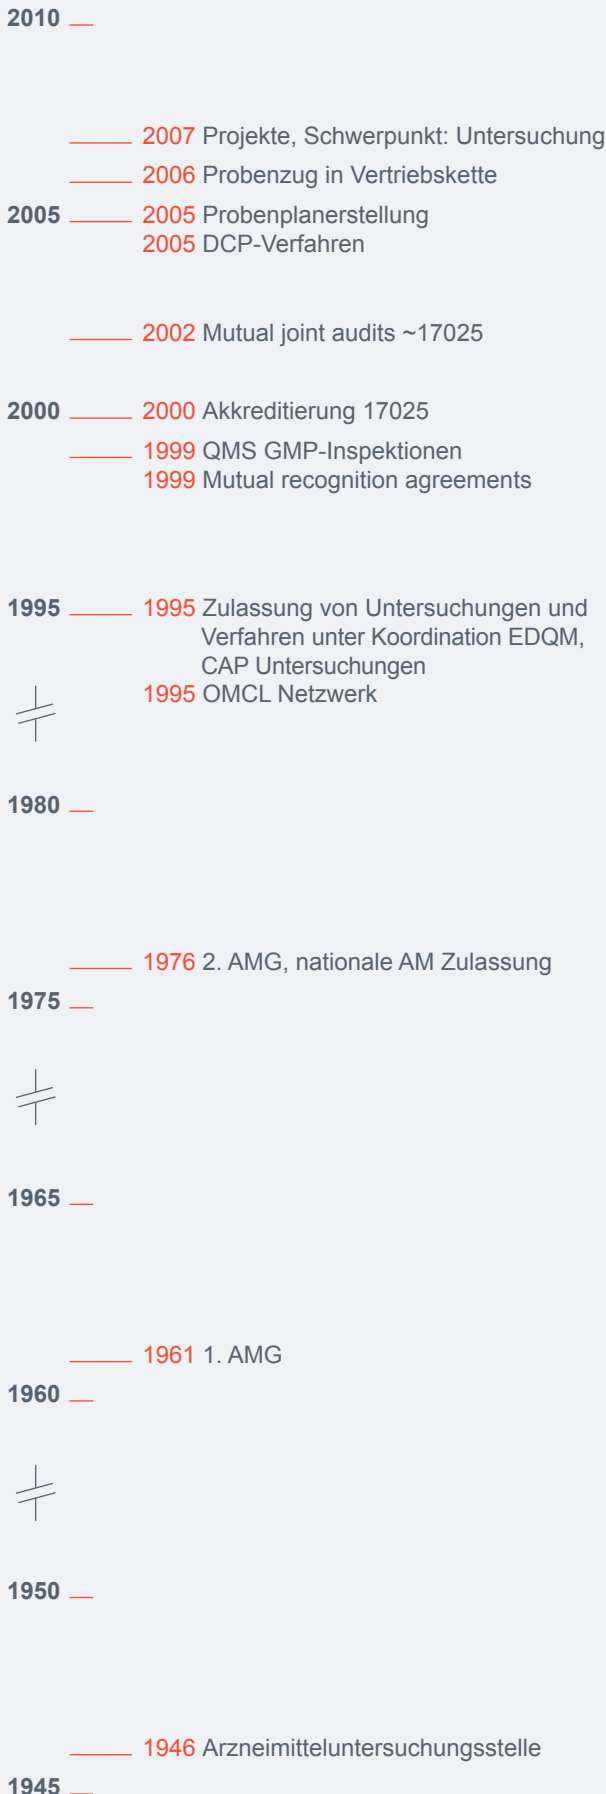 2010
2007 Projekte, Schwerpunkt: Untersuchung
2006 Probenzug in Vertriebskette
2005 2005 Probenplanerstellung
2005 DCP-Verfahren
2002 Mutual joint audits ~17025
2000 2000 Akkreditierung 17025
1999 QMS GMP-Inspektionen
1999 Mutual recognition agreements
1995 1995 Zulassung von Untersuchungen und
Verfahren unter Koordination EDQM,
CAP Untersuchungen
1995 OMCL Netzwerk
1980
1976 2. AMG, nationale AM Zulassung
1975
1965
1961 1. AMG
1960
1950
1946 Arzneimitteluntersuchungsstelle
1945